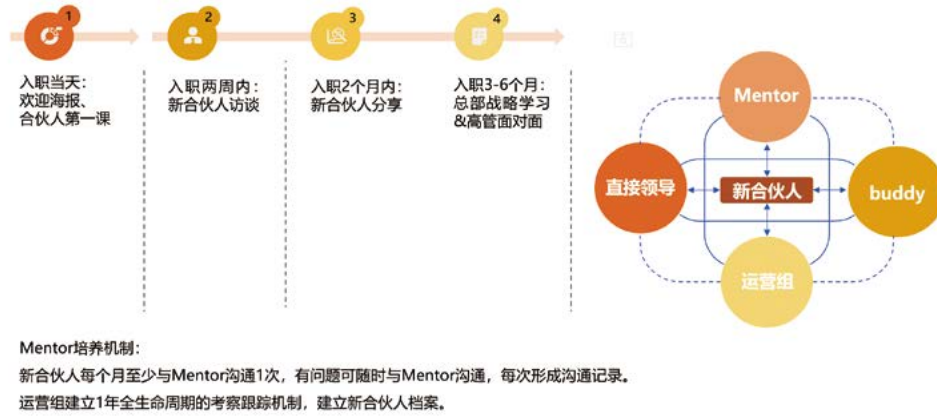 1
2
3
4
入职当天：
欢迎海报、
合伙人第一课
入职两周内：
新合伙人访谈
入职2个月内：
新合伙人分享
入职3-6个月：
总部战略学习
&高管面对面
Mentor
直接领导
新合伙人
buddy
运营组
Mentor培养机制：
新合伙人每个月至少与Mentor沟通1次，有问题可随时与Mentor沟通，每次形成沟通记录。
运营组建立1年全生命周期的考察跟踪机制，建立新合伙人档案。